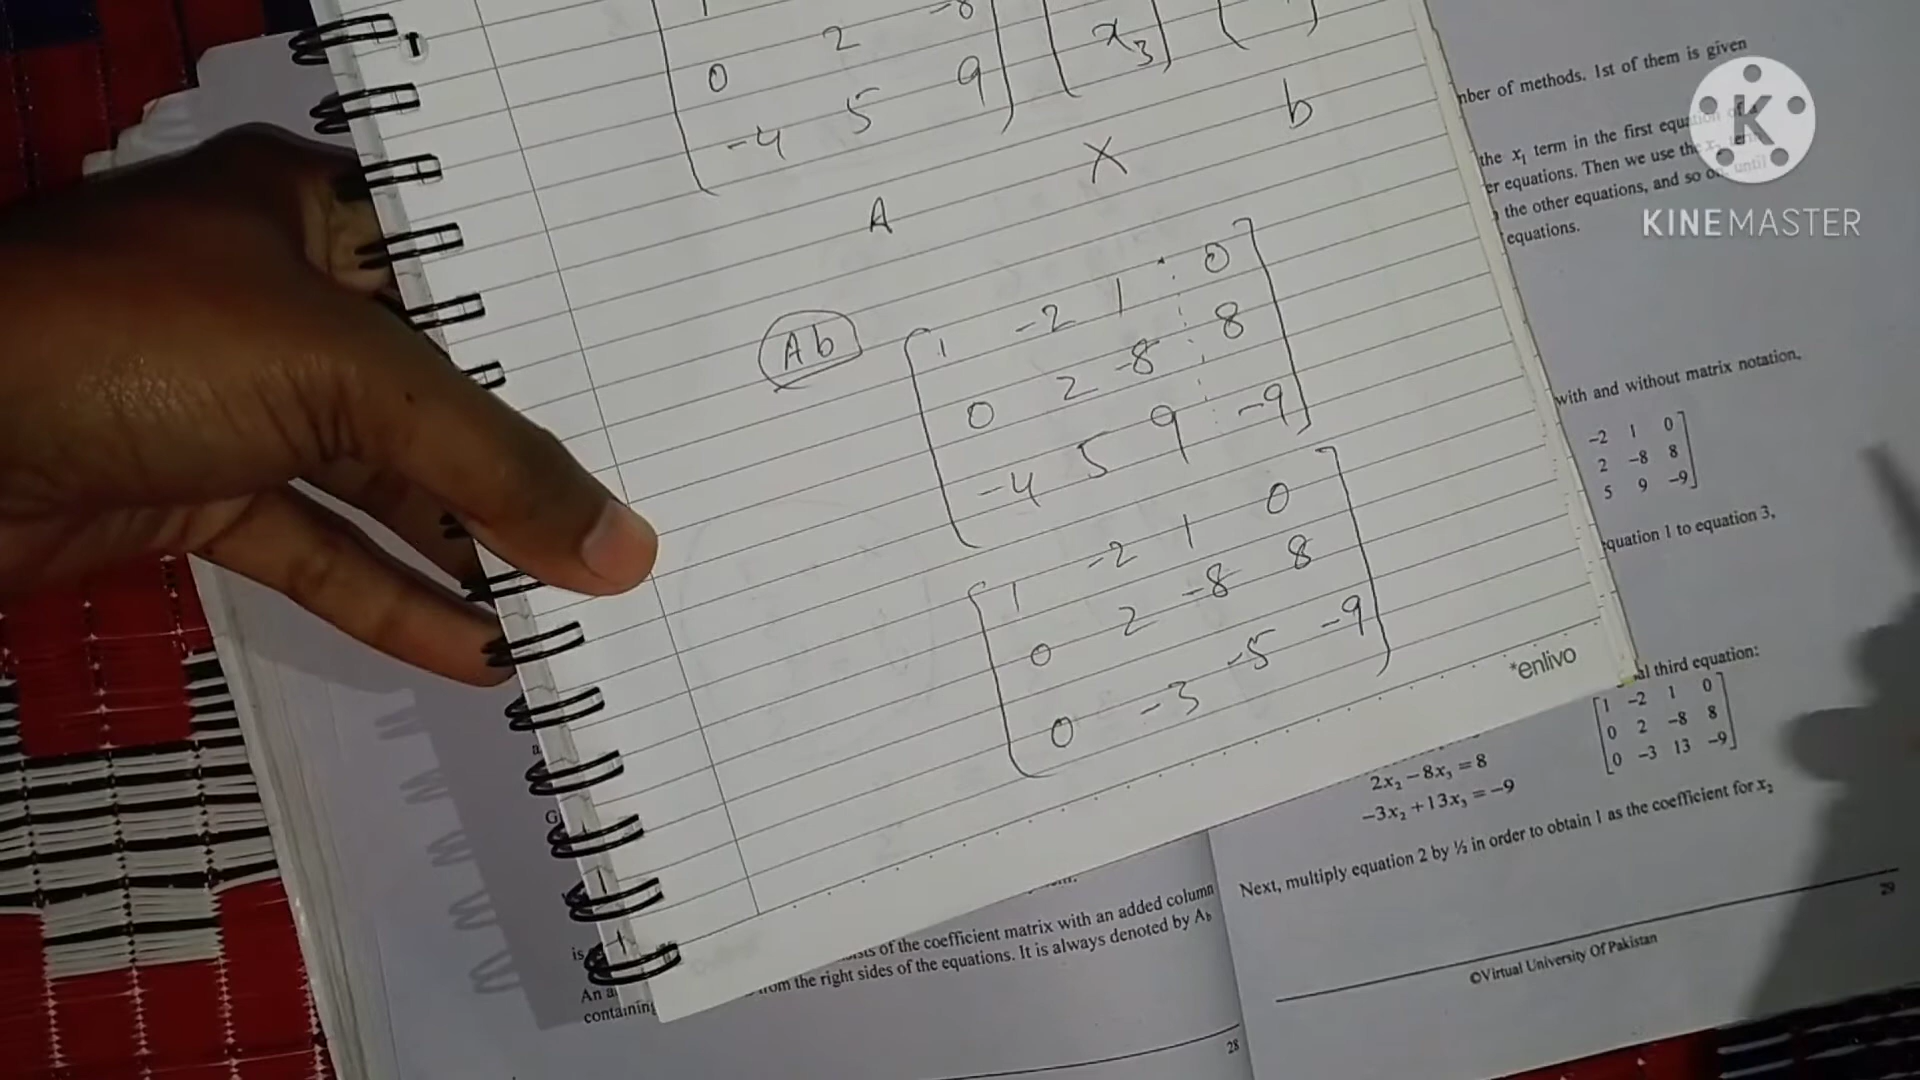 0 2 -8
-4 5 9
x3
A X b
Ab
1 -2 1 : 0
0 2 -8 : 8
-4 5 9 : -9
1 -2 1 0
0 2 -8 8
0 -3 -5 -9
*enlivo
KINEMASTER
K
nber of methods. 1st of them is given
the x₁ term in the first equation of
er equations. Then we use the x
the other equations, and so on, until
equations.
with and without matrix notation,
-2 1 0
2 -8 8
5 9 -9
equation 1 to equation 3,
al third equation:
1 -2 1 0
0 2 -8 8
0 -3 13 -9
2x₂ – 8x₃ = 8
–3x₂ + 13x₃ = –9
Next, multiply equation 2 by ½ in order to obtain 1 as the coefficient for x₂
29
©Virtual University Of Pakistan
is
of the coefficient matrix with an added column
An a
om the right sides of the equations. It is always denoted by Ab
containing
28